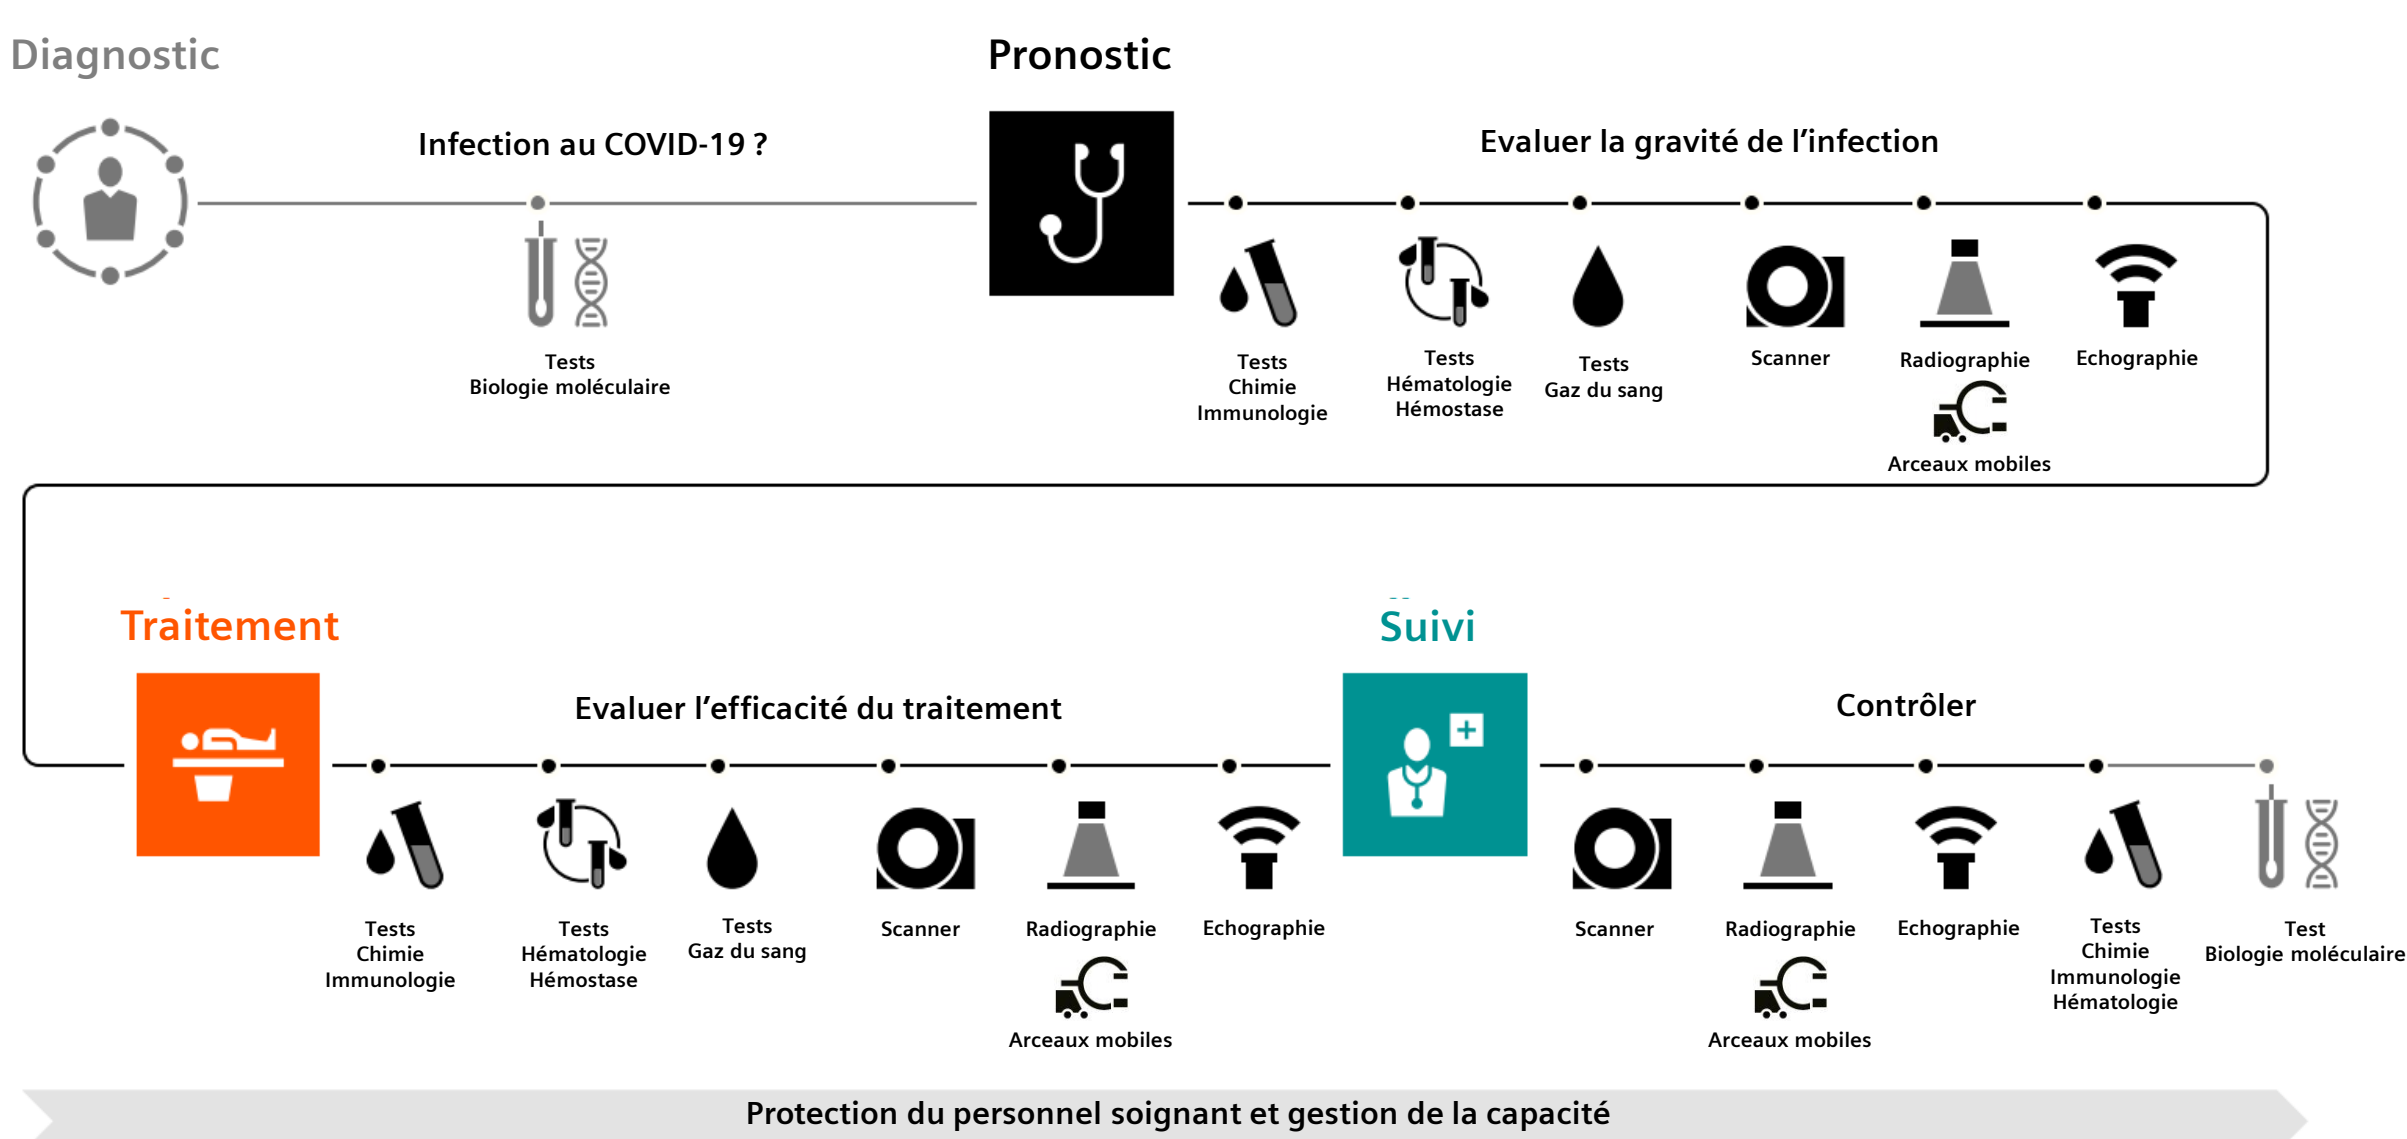 Diagnostic
Pronostic
Infection au COVID-19 ?
Evaluer la gravité de l’infection
Tests
Biologie moléculaire
Tests
Chimie
Immunologie
Tests
Hématologie
Hémostase
Tests
Gaz du sang
Scanner
Radiographie
Arceaux mobiles
Echographie
Traitement
Suivi
Evaluer l’efficacité du traitement
Contrôler
Tests
Chimie
Immunologie
Tests
Hématologie
Hémostase
Tests
Gaz du sang
Scanner
Radiographie
Arceaux mobiles
Echographie
Scanner
Radiographie
Arceaux mobiles
Echographie
Tests
Chimie
Immunologie
Hématologie
Test
Biologie moléculaire
Protection du personnel soignant et gestion de la capacité